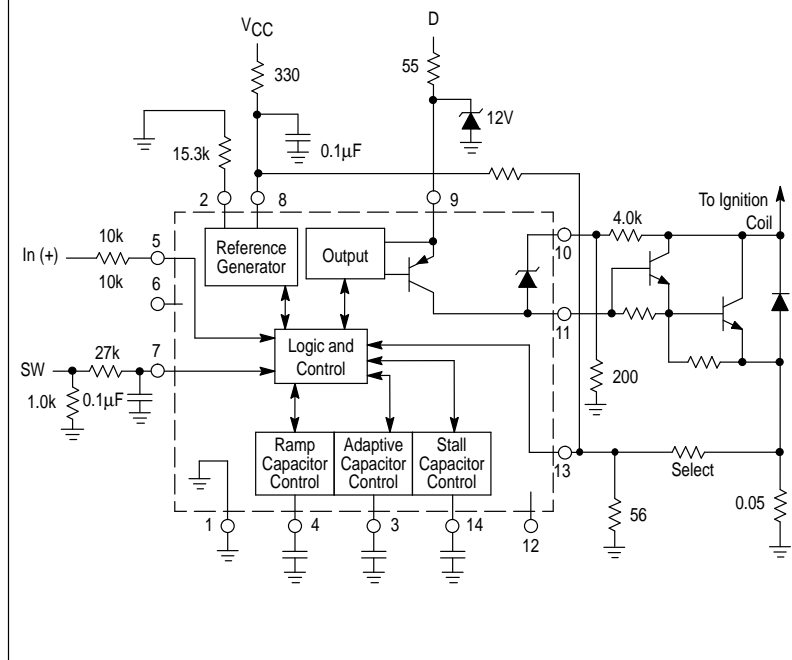 VCC
D
330
55
12V
0.1µF
15.3k
2
8
9
To Ignition
Coil
4.0k
10k
5
In (+)
10k
6
Reference
Generator
Output
10
11
Logic and
Control
27k
7
SW
1.0k
0.1µF
200
Ramp
Capacitor
Control
Adaptive
Capacitor
Control
Stall
Capacitor
Control
13
Select
56
0.05
1
4
3
14
12